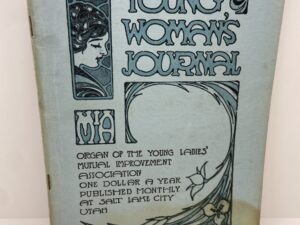 YOUNG
WOMAN'S
JOURNAL
MIA
ORGAN OF THE YOUNG LADIES'
MUTUAL IMPROVEMENT
ASSOCIATION
ONE DOLLAR A YEAR
PUBLISHED MONTHLY
AT SALT LAKE CITY
UTAH